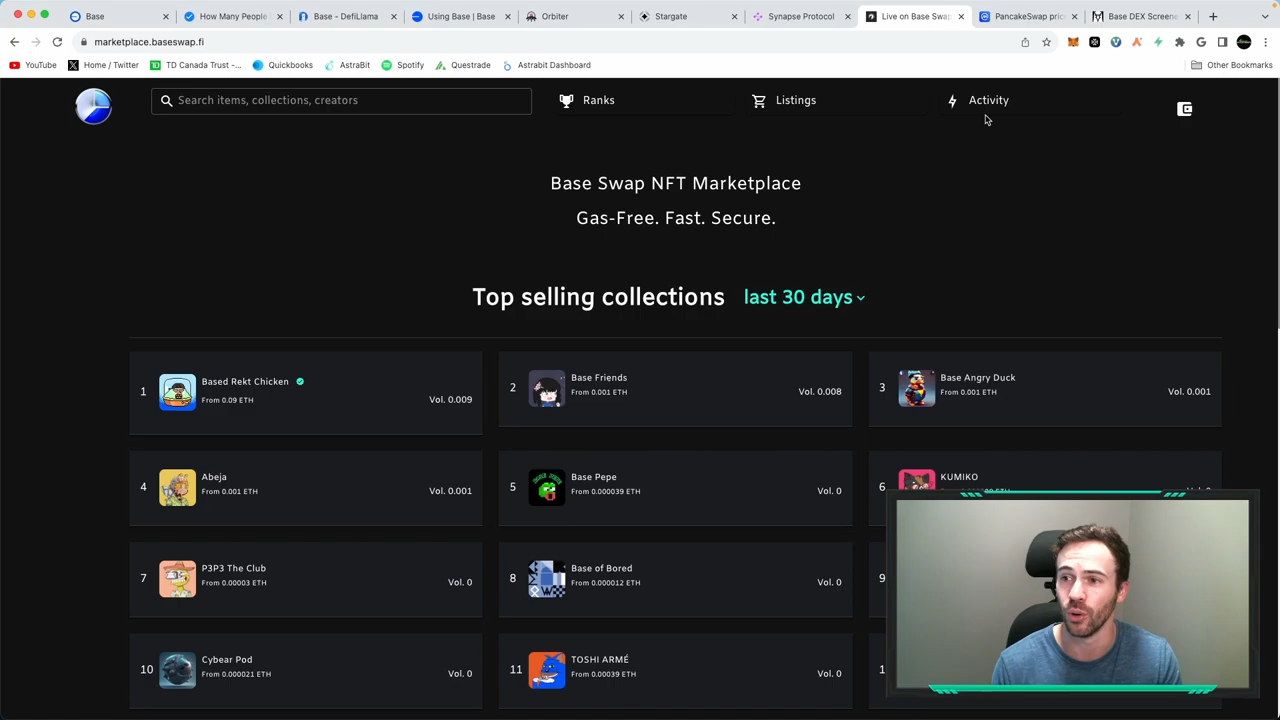 Base
How Many People
Base - DefiLlama
Using Base | Base
Orbiter
Stargate
Synapse Protocol
Live on Base Swap
PancakeSwap pric
Base DEX Screene
marketplace.baseswap.fi
YouTube
Home / Twitter
TD Canada Trust -...
Quickbooks
AstraBit
Spotify
Questrade
Astrabit Dashboard
Other Bookmarks
Search items, collections, creators
Ranks
Listings
Activity
Base Swap NFT Marketplace
Gas-Free. Fast. Secure.
Top selling collections last 30 days
1
Based Rekt Chicken
From 0.09 ETH
Vol. 0.009
2
Base Friends
From 0.001 ETH
Vol. 0.008
3
Base Angry Duck
From 0.001 ETH
Vol. 0.001
4
Abeja
From 0.001 ETH
Vol. 0.001
5
Base Pepe
From 0.000039 ETH
Vol. 0
6
KUMIKO
7
P3P3 The Club
From 0.00003 ETH
Vol. 0
8
Base of Bored
From 0.000012 ETH
Vol. 0
9
10
Cybear Pod
From 0.000021 ETH
Vol. 0
11
TOSHI ARMÉ
From 0.00039 ETH
Vol. 0